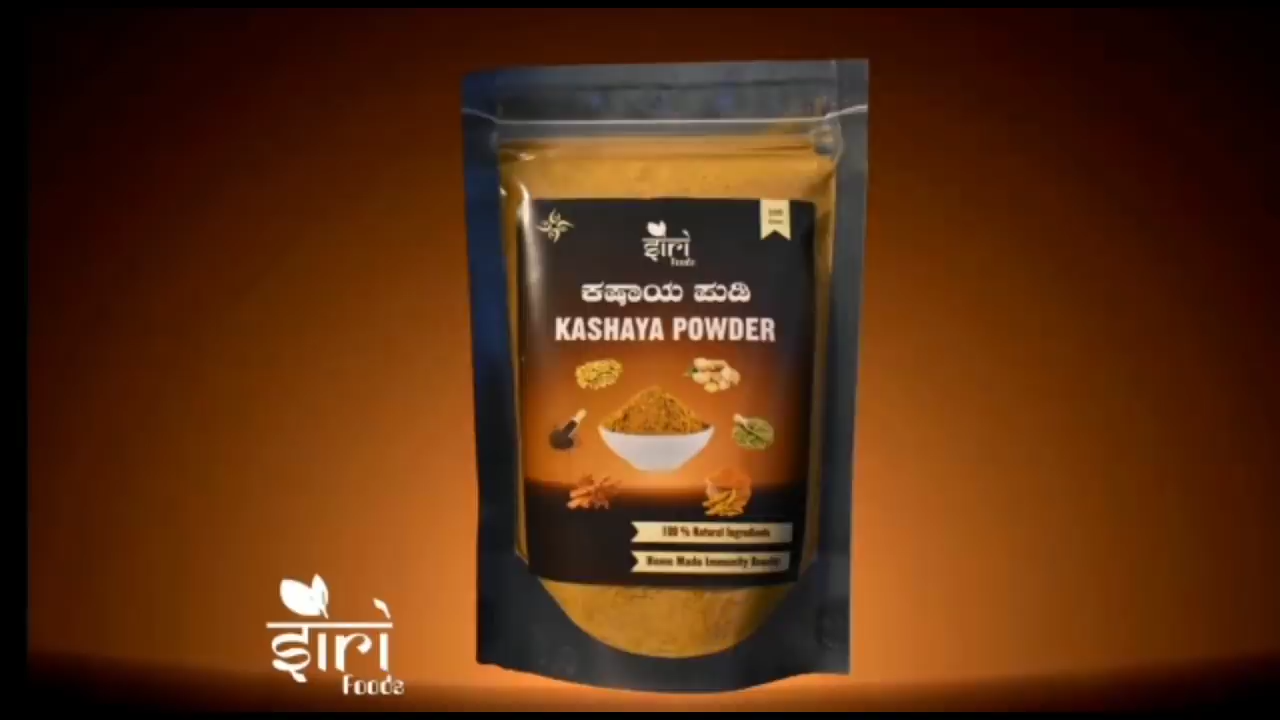 siri
Foods
ಕಷಾಯ ಪುಡಿ
KASHAYA POWDER
100 % Natural Ingredients
Home Made Immunity Booster
siri
Foods